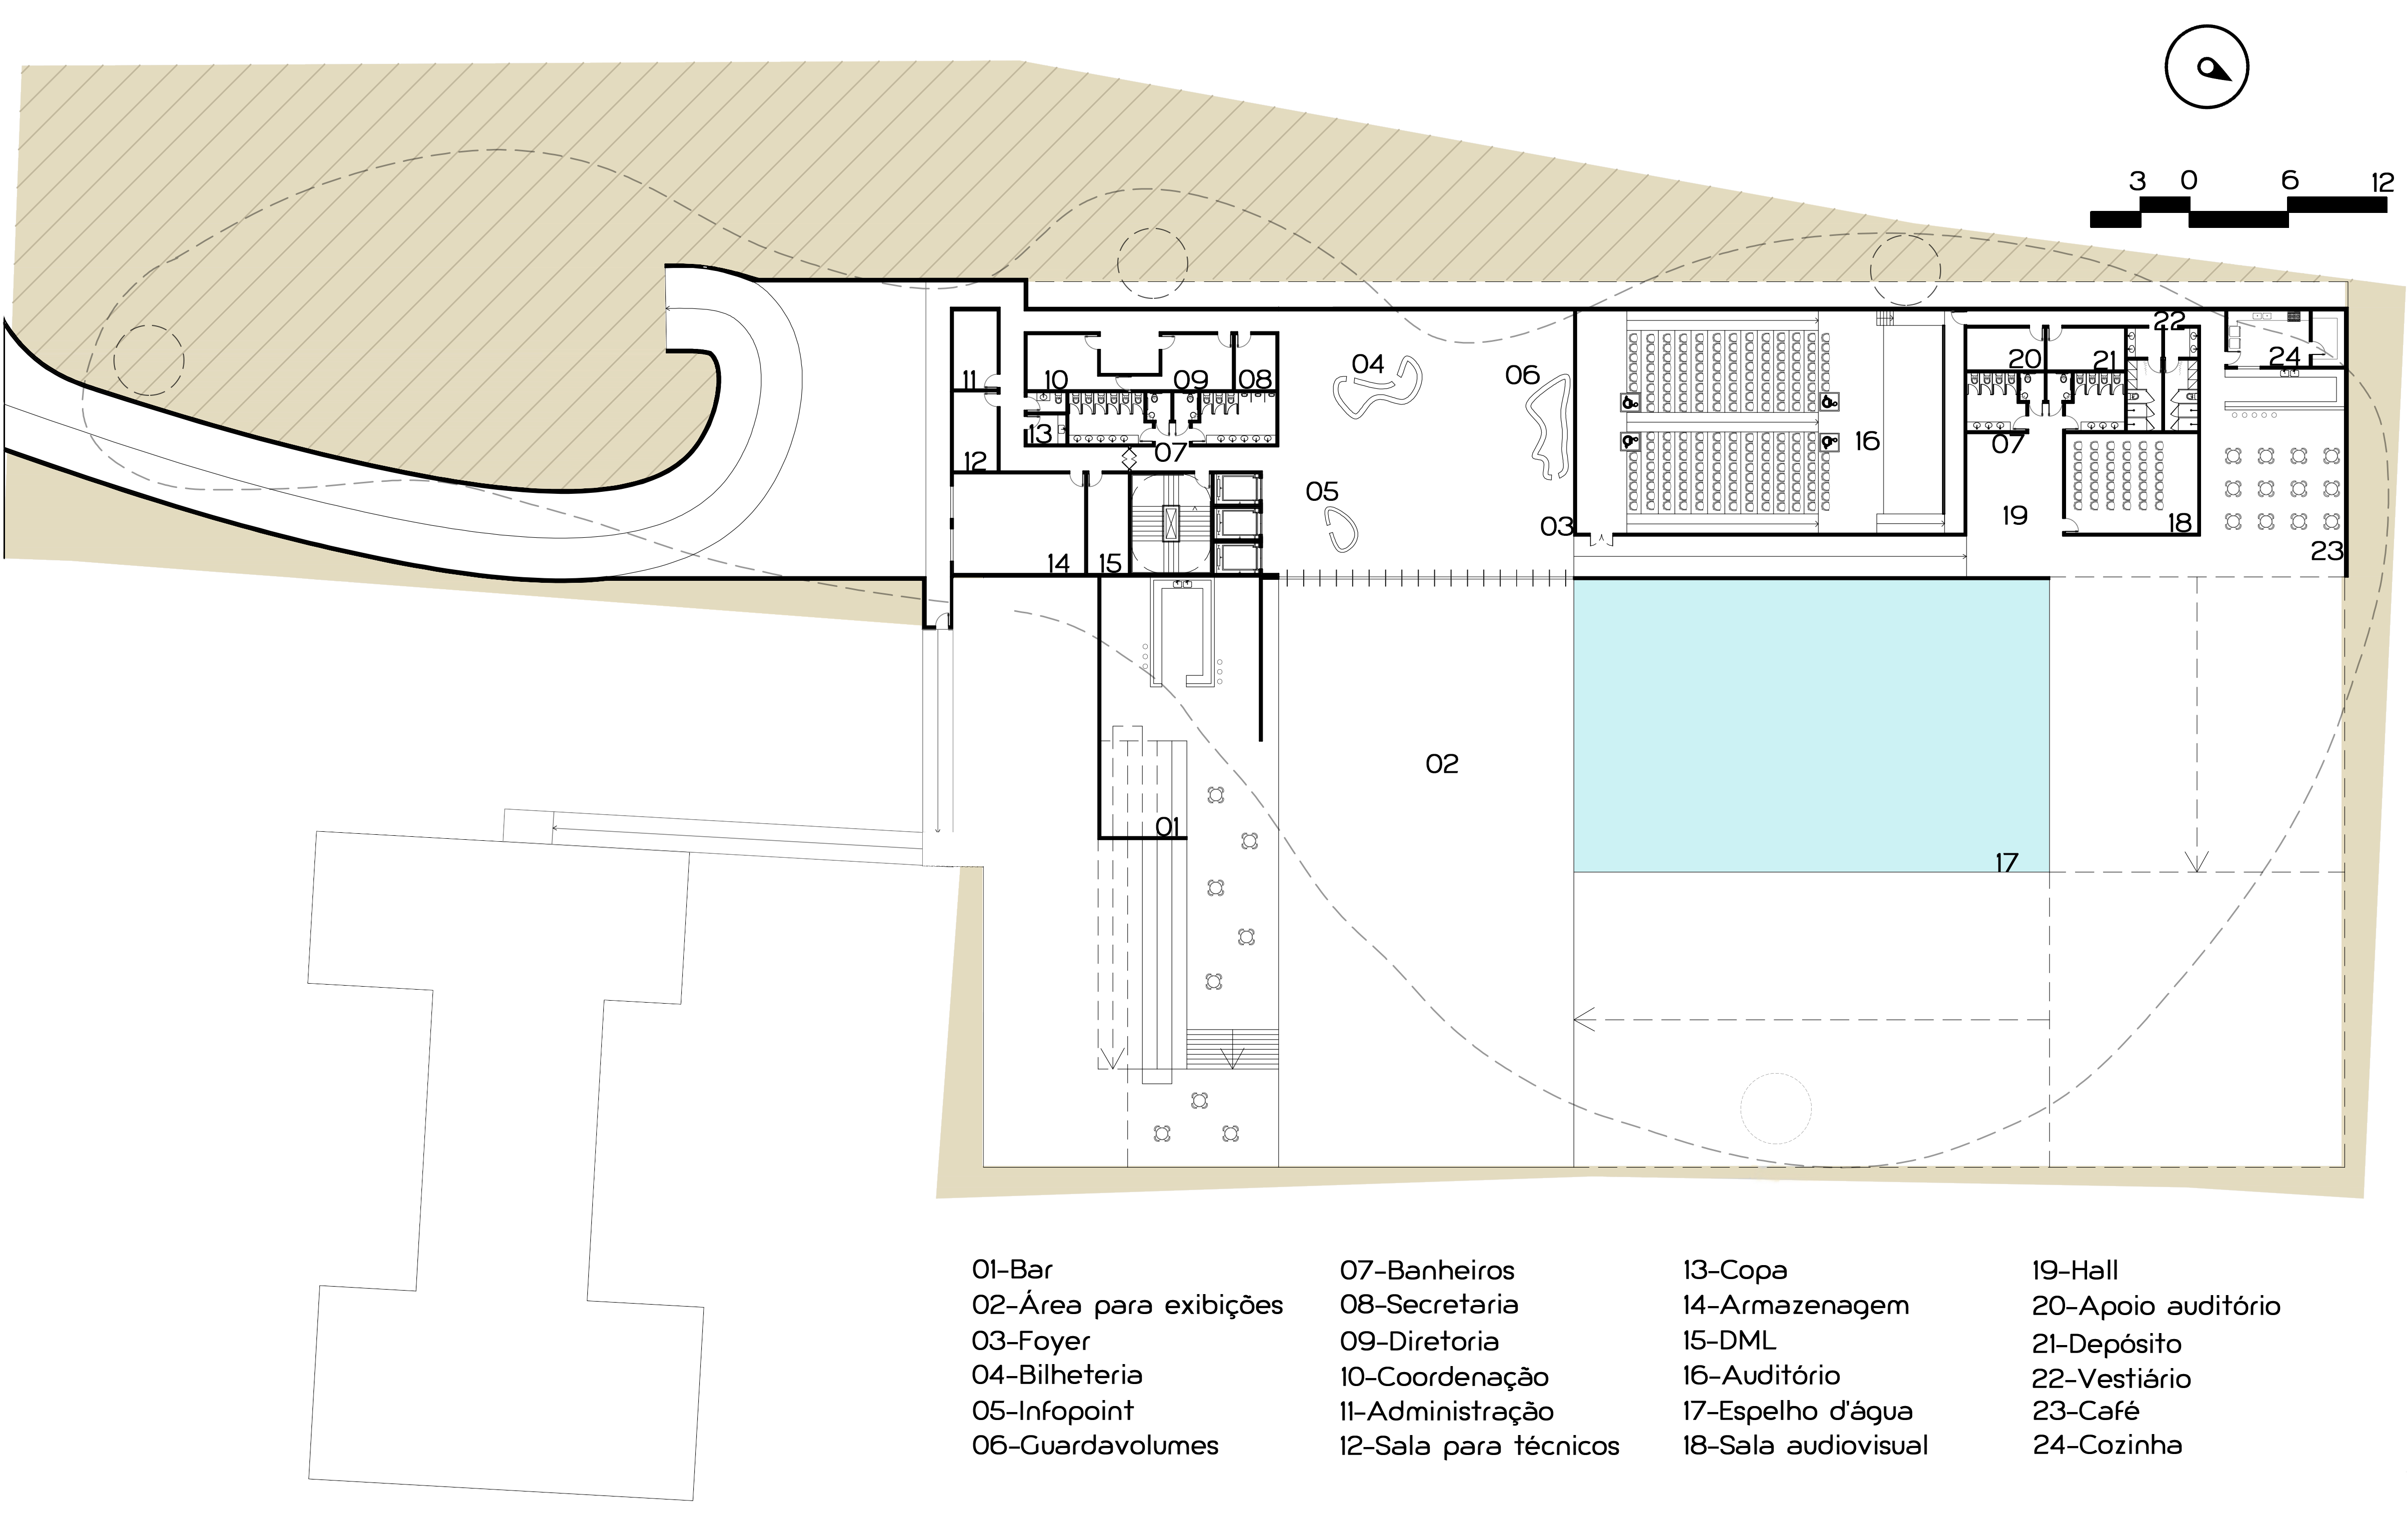 3 0 6 12
04
06
22
20
21
24
11
10
09
08
13
12
07
16
07
05
03
19
18
14
15
23
02
01
17
01-Bar
02-Área para exibições
03-Foyer
04-Bilheteria
05-Infopoint
06-Guardavolumes
07-Banheiros
08-Secretaria
09-Diretoria
10-Coordenação
11-Administração
12-Sala para técnicos
13-Copa
14-Armazenagem
15-DML
16-Auditório
17-Espelho d'água
18-Sala audiovisual
19-Hall
20-Apoio auditório
21-Depósito
22-Vestiário
23-Café
24-Cozinha